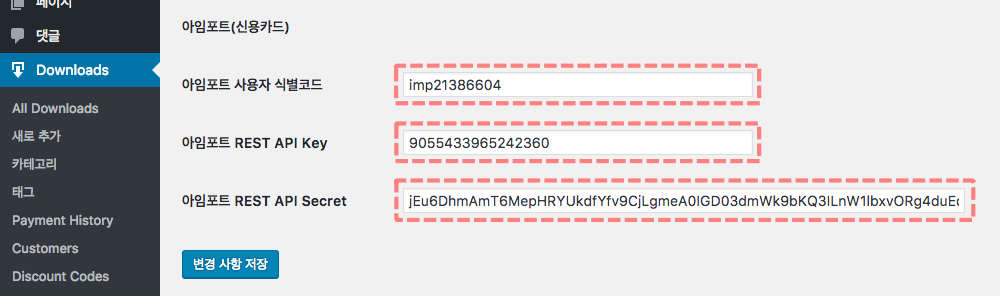 페이지
댓글
Downloads
All Downloads
새로 추가
카테고리
태그
Payment History
Customers
Discount Codes
아임포트(신용카드)
아임포트 사용자 식별코드
imp21386604
아임포트 REST API Key
9055433965242360
아임포트 REST API Secret
변경 사항 저장